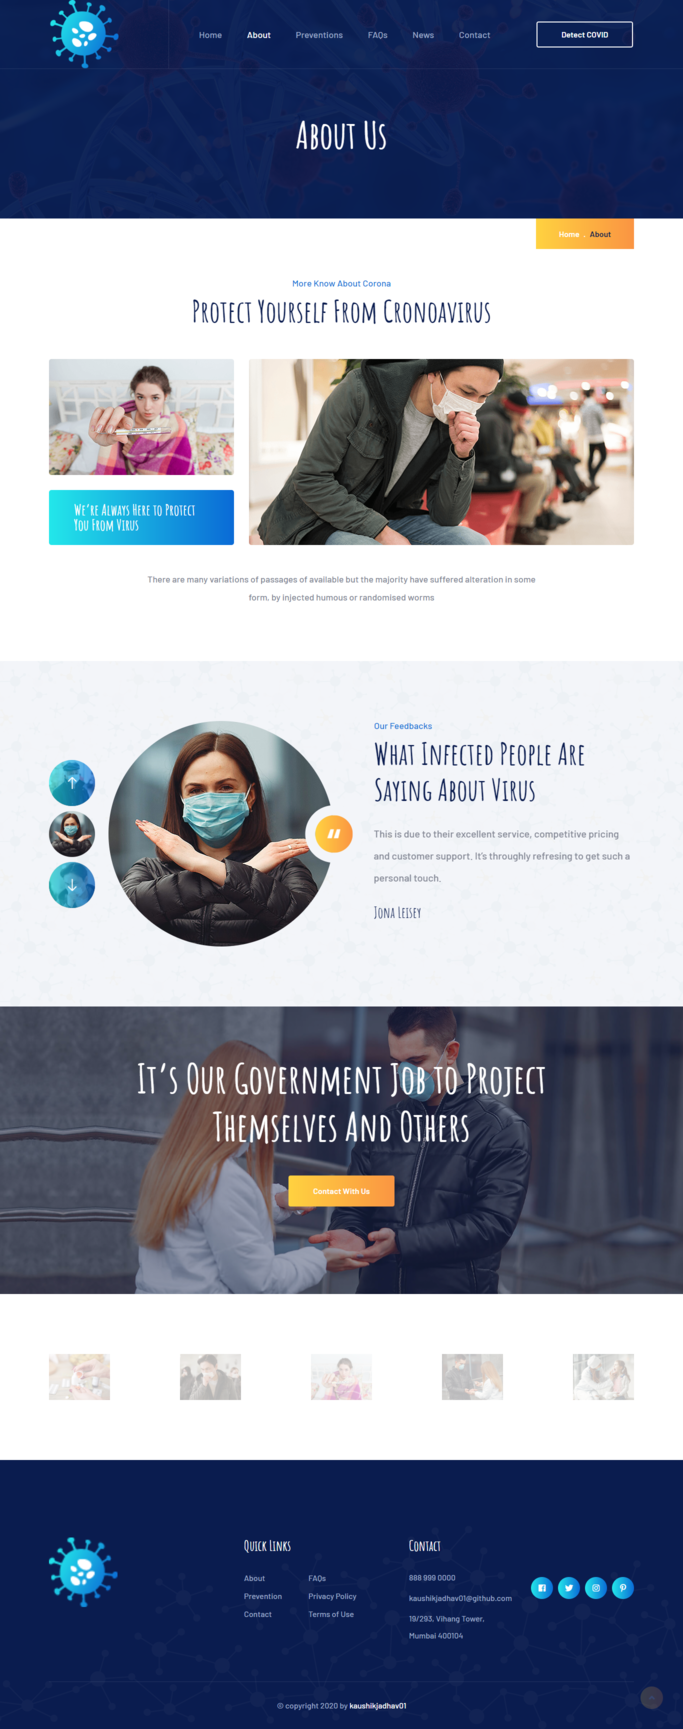 Home About Preventions FAQs News Contact Detect COVID
About Us
Home . About
More Know About Corona
Protect Yourself From Cronoavirus
We're Always Here to Protect
You From Virus
There are many variations of passages of available but the majority have suffered alteration in some
form, by injected humous or randomised worms
Our Feedbacks
What Infected People Are
Saying About Virus
This is due to their excellent service, competitive pricing
and customer support. It's throughly refresing to get such a
personal touch.
Jona Leisey
It's Our Government Job to Project
Themselves And Others
Contact With Us
Quick Links
About
Prevention
Contact
FAQs
Privacy Policy
Terms of Use
Contact
888 999 0000
kaushikjadhav01@github.com
19/293, Vihang Tower,
Mumbai 400104
© copyright 2020 by kaushikjadhav01